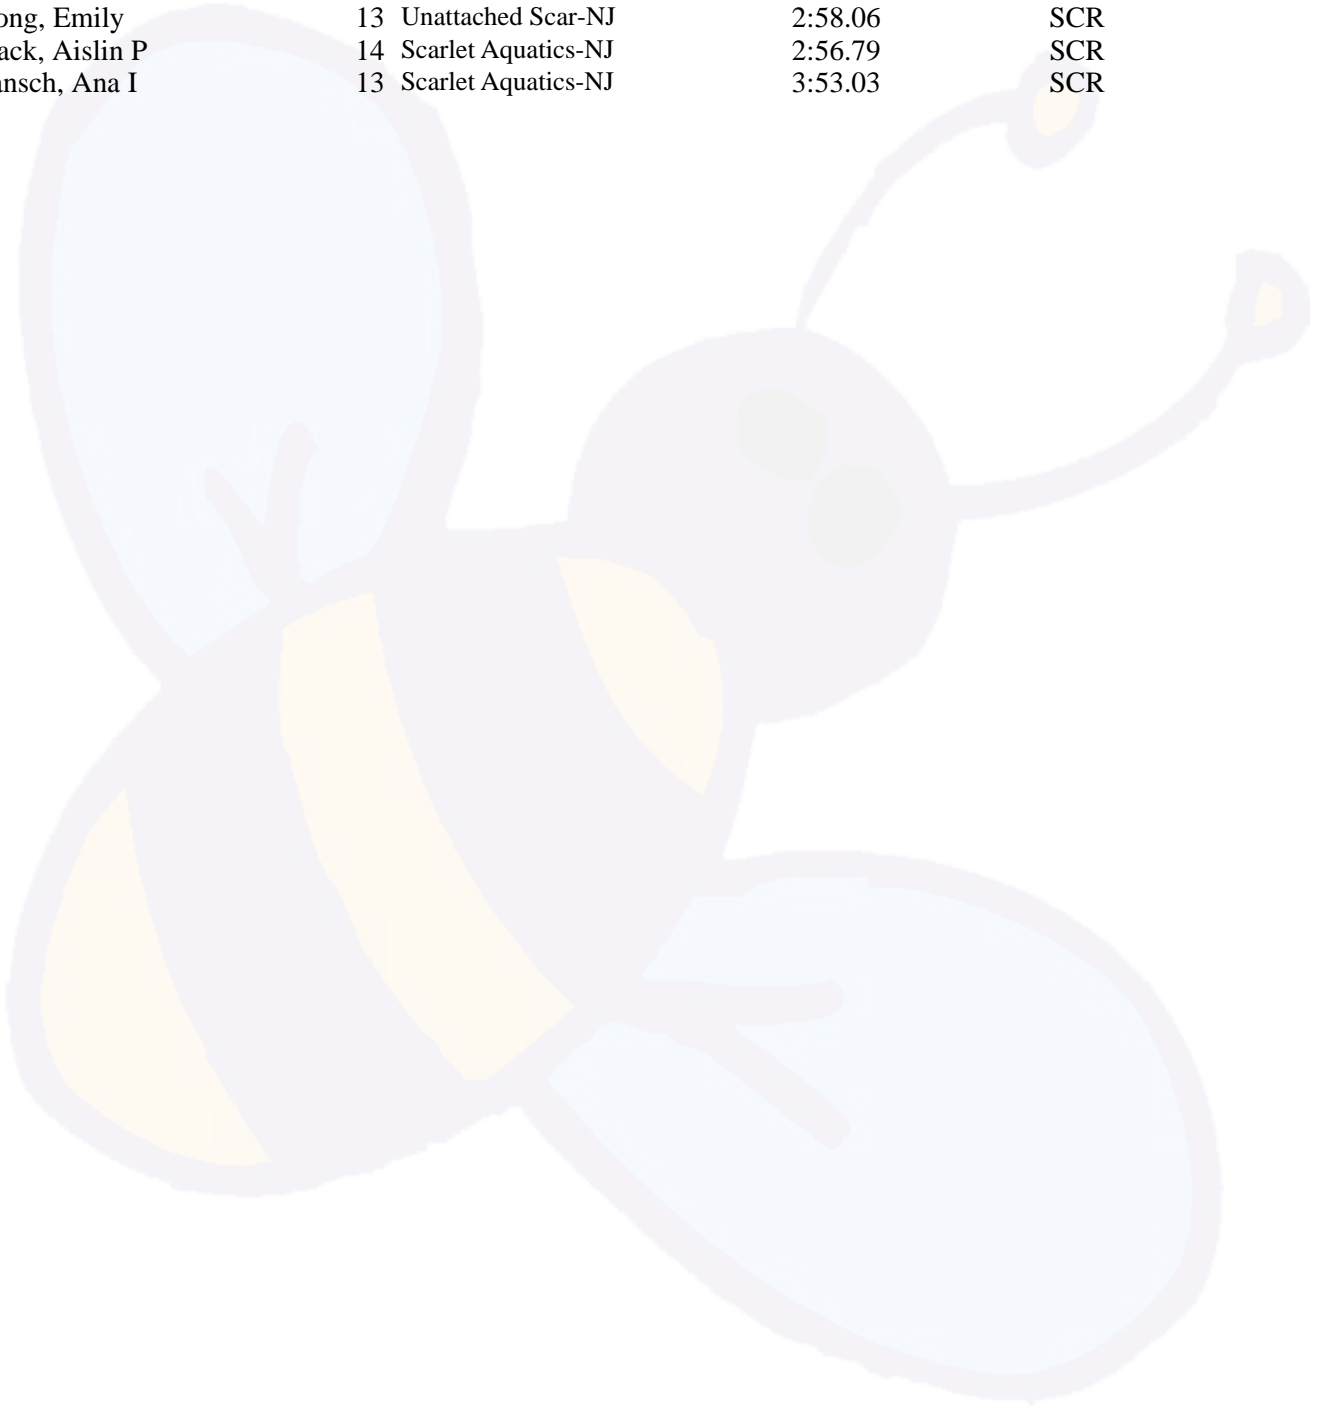 ong, Emily 13 Unattached Scar-NJ 2:58.06 SCR
ack, Aislin P 14 Scarlet Aquatics-NJ 2:56.79 SCR
ansch, Ana I 13 Scarlet Aquatics-NJ 3:53.03 SCR